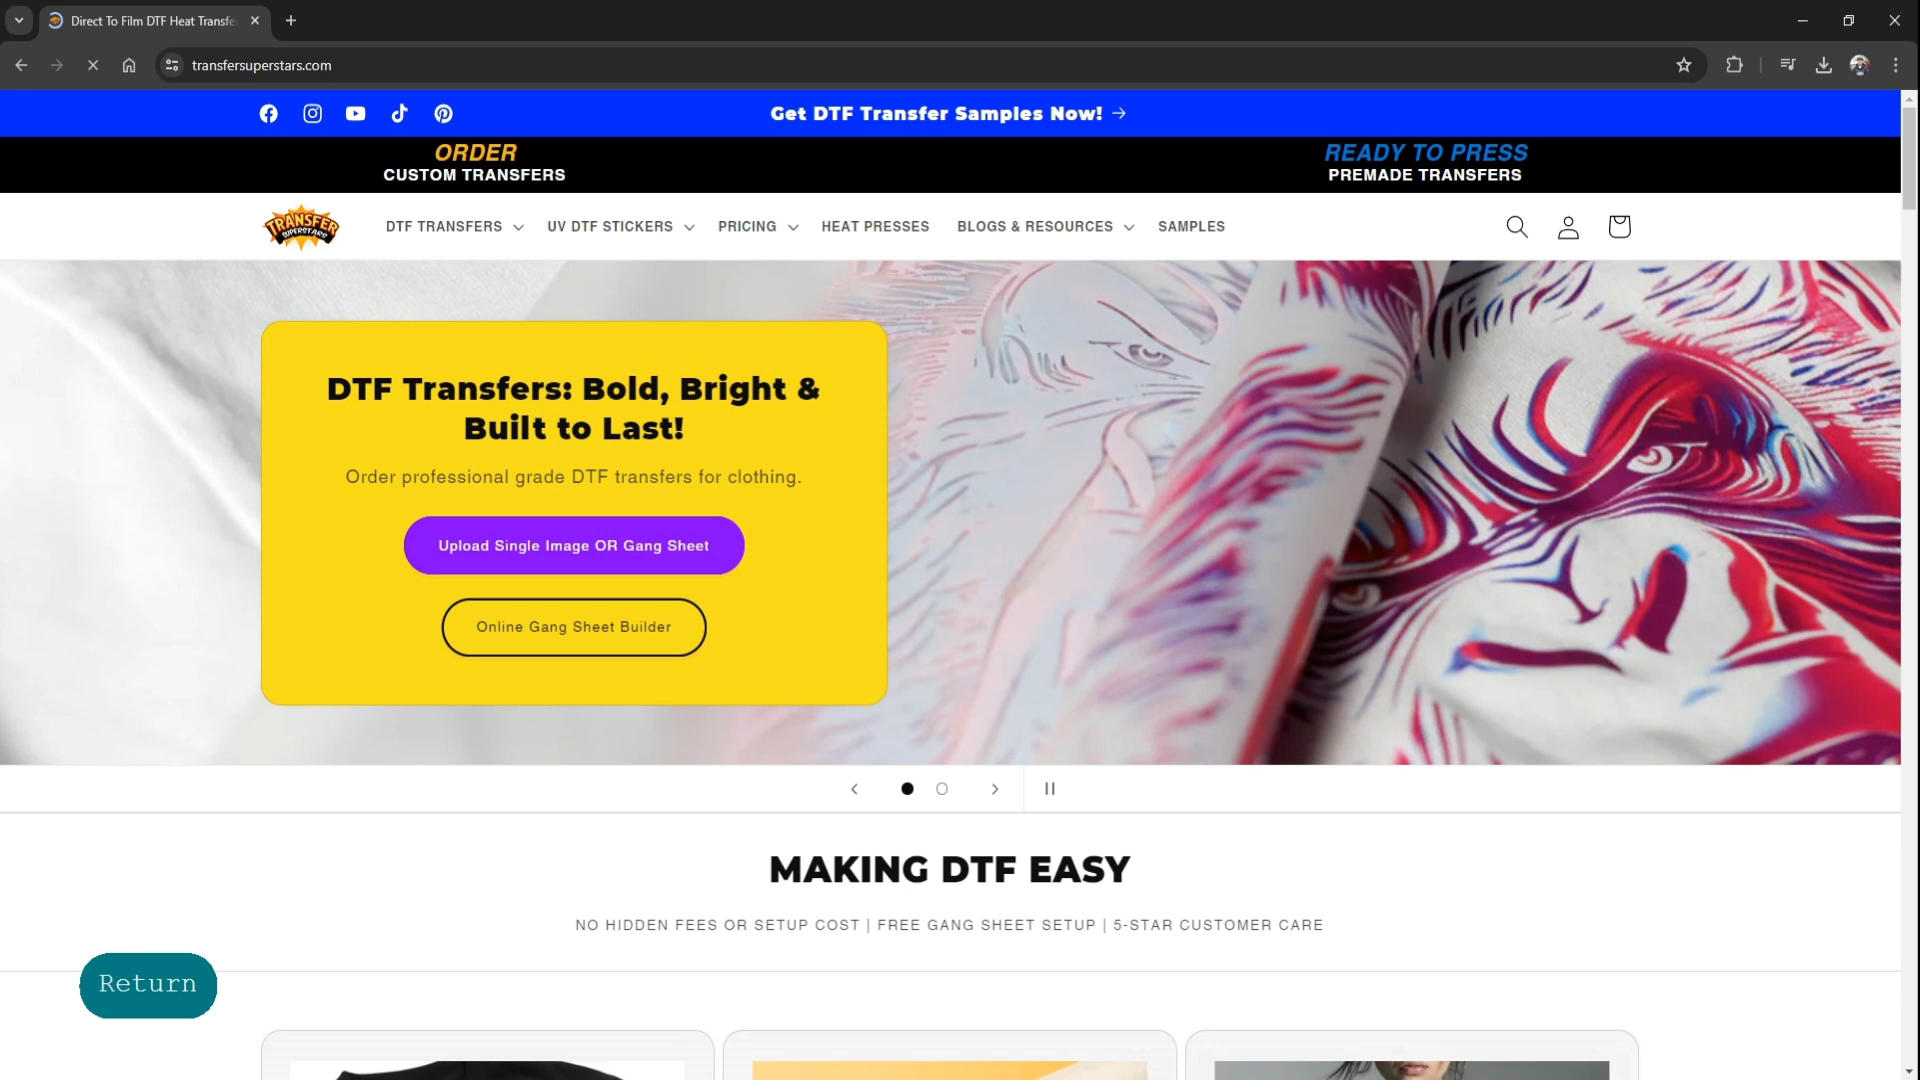 Direct To Film DTF Heat Transfe
transfersuperstars.com
Get DTF Transfer Samples Now! →
ORDER
CUSTOM TRANSFERS
READY TO PRESS
PREMADE TRANSFERS
TRANSFER
SUPERSTARS
DTF TRANSFERS
UV DTF STICKERS
PRICING
HEAT PRESSES
BLOGS & RESOURCES
SAMPLES
DTF Transfers: Bold, Bright &
Built to Last!
Order professional grade DTF transfers for clothing.
Upload Single Image OR Gang Sheet
Online Gang Sheet Builder
MAKING DTF EASY
NO HIDDEN FEES OR SETUP COST | FREE GANG SHEET SETUP | 5-STAR CUSTOMER CARE
Return